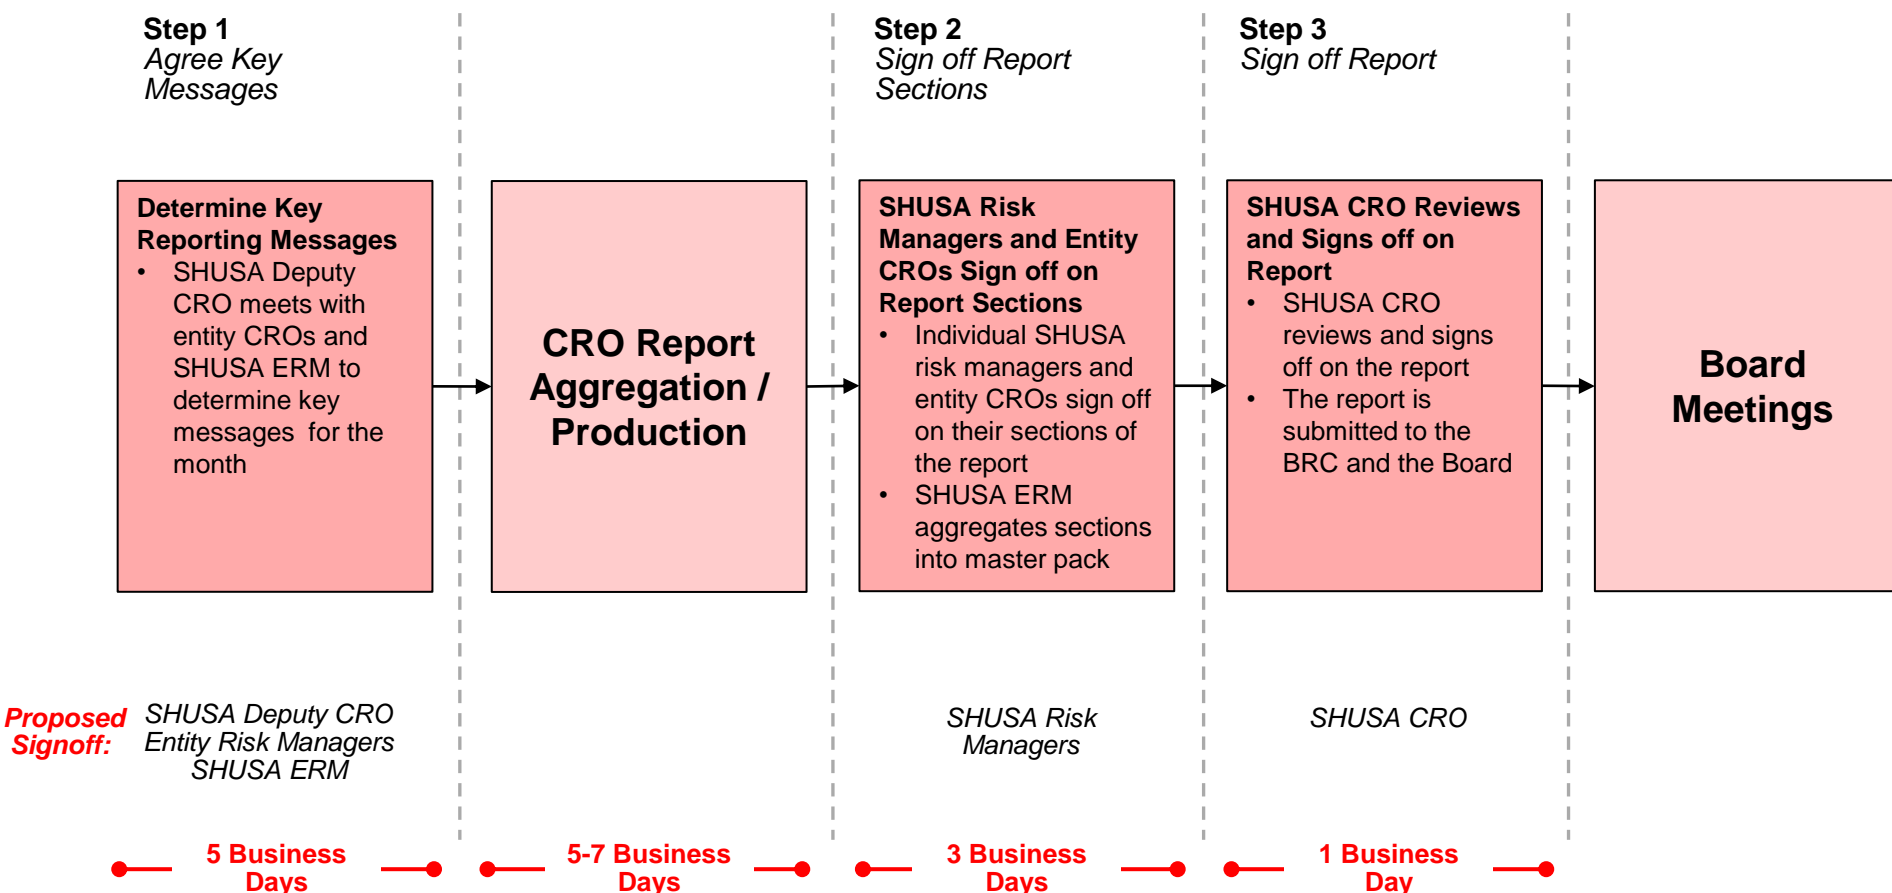 Step 1
Agree Key
Messages
Step 2
Sign off Report
Sections
Step 3
Sign off Report
Determine Key
Reporting Messages
• SHUSA Deputy
CRO meets with
entity CROs and
SHUSA ERM to
determine key
messages for the
month
CRO Report
Aggregation /
Production
SHUSA Risk
Managers and Entity
CROs Sign off on
Report Sections
• Individual SHUSA
risk managers and
entity CROs sign off
on their sections of
the report
• SHUSA ERM
aggregates sections
into master pack
SHUSA CRO Reviews
and Signs off on
Report
• SHUSA CRO
reviews and signs
off on the report
• The report is
submitted to the
BRC and the Board
Board
Meetings
Proposed
Signoff:
SHUSA Deputy CRO
Entity Risk Managers
SHUSA ERM
SHUSA Risk
Managers
SHUSA CRO
5 Business
Days
5-7 Business
Days
3 Business
Days
1 Business
Day